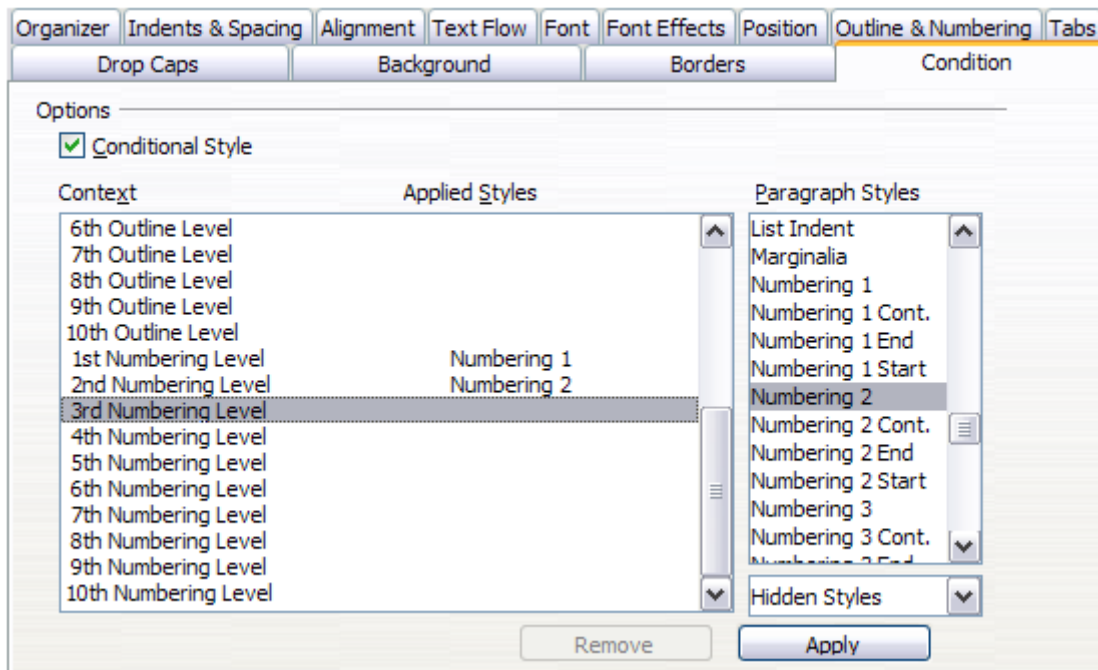 Organizer Indents & Spacing Alignment Text Flow Font Font Effects Position Outline & Numbering Tabs
Drop Caps Background Borders Condition
Options
Conditional Style
Context Applied Styles Paragraph Styles
6th Outline Level
7th Outline Level
8th Outline Level
9th Outline Level
10th Outline Level
1st Numbering Level Numbering 1
2nd Numbering Level Numbering 2
3rd Numbering Level
4th Numbering Level
5th Numbering Level
6th Numbering Level
7th Numbering Level
8th Numbering Level
9th Numbering Level
10th Numbering Level
List Indent
Marginalia
Numbering 1
Numbering 1 Cont.
Numbering 1 End
Numbering 1 Start
Numbering 2
Numbering 2 Cont.
Numbering 2 End
Numbering 2 Start
Numbering 3
Numbering 3 Cont.
Numbering 3 End
Hidden Styles
Remove Apply